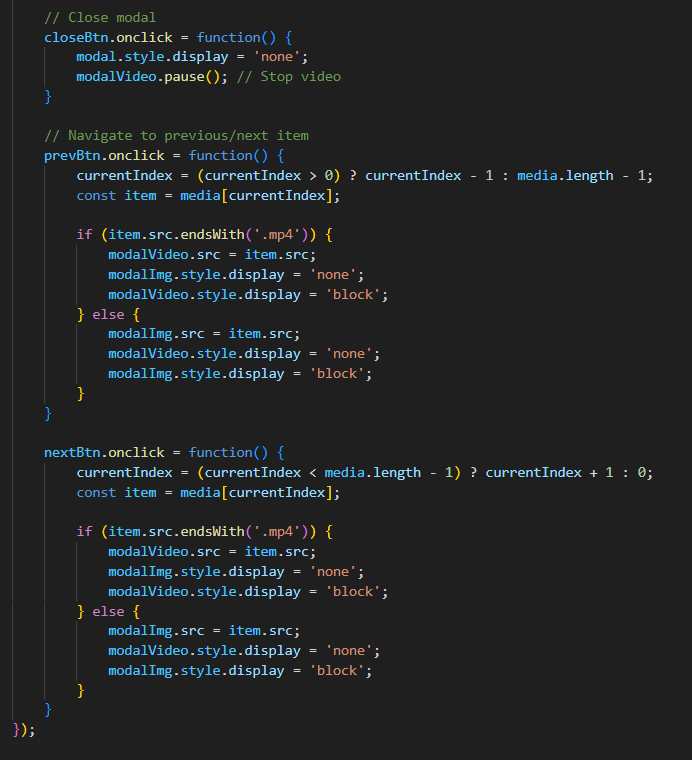 // Close modal
closeBtn.onclick = function() {
modal.style.display = 'none';
modalVideo.pause(); // Stop video
}
// Navigate to previous/next item
prevBtn.onclick = function() {
currentIndex = (currentIndex > 0) ? currentIndex - 1 : media.length - 1;
const item = media[currentIndex];
if (item.src.endsWith('.mp4')) {
modalVideo.src = item.src;
modalImg.style.display = 'none';
modalVideo.style.display = 'block';
} else {
modalImg.src = item.src;
modalVideo.style.display = 'none';
modalImg.style.display = 'block';
}
}
nextBtn.onclick = function() {
currentIndex = (currentIndex < media.length - 1) ? currentIndex + 1 : 0;
const item = media[currentIndex];
if (item.src.endsWith('.mp4')) {
modalVideo.src = item.src;
modalImg.style.display = 'none';
modalVideo.style.display = 'block';
} else {
modalImg.src = item.src;
modalVideo.style.display = 'none';
modalImg.style.display = 'block';
}
}
});